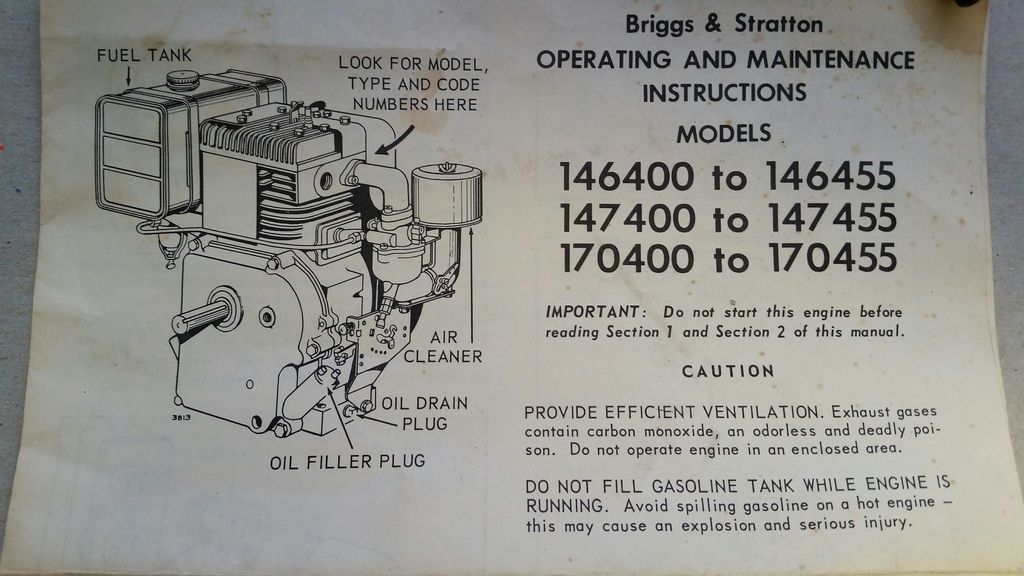 FUEL TANK
LOOK FOR MODEL,
TYPE AND CODE
NUMBERS HERE
AIR
CLEANER
OIL DRAIN
PLUG
3813
OIL FILLER PLUG
Briggs & Stratton
OPERATING AND MAINTENANCE
INSTRUCTIONS
MODELS
146400 to 146455
147400 to 147455
170400 to 170455
IMPORTANT: Do not start this engine before
reading Section 1 and Section 2 of this manual.
CAUTION
PROVIDE EFFICIENT VENTILATION. Exhaust gases
contain carbon monoxide, an odorless and deadly poi-
son. Do not operate engine in an enclosed area.
DO NOT FILL GASOLINE TANK WHILE ENGINE IS
RUNNING. Avoid spilling gasoline on a hot engine –
this may cause an explosion and serious injury.